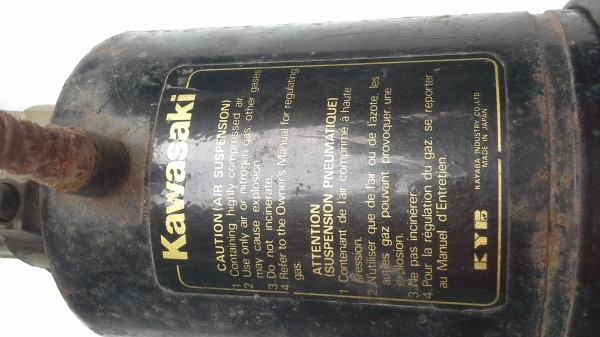 Kawasaki
CAUTION(AIR SUSPENSION)
1 Containing highly compressed air
2 Use only air or nitrogen gas, other gases
may cause explosion
3. Do not incinerate.
4. Refer to the Owner's Manual for regulating
gas.
ATTENTION
(SUSPENSION PNEUMATIQUE)
1. Contenant de l'air comprimé à haute
pression.
2. N'utiliser que de l'air ou de l'azote, les
autres gaz pouvant provoquer une
explosion.
3. Ne pas incinérer.
4. Pour la régulation du gaz, se reporter
au Manuel d'Entretien.
KYB
KAYABA INDUSTRY CO.,LTD
MADE IN JAPAN